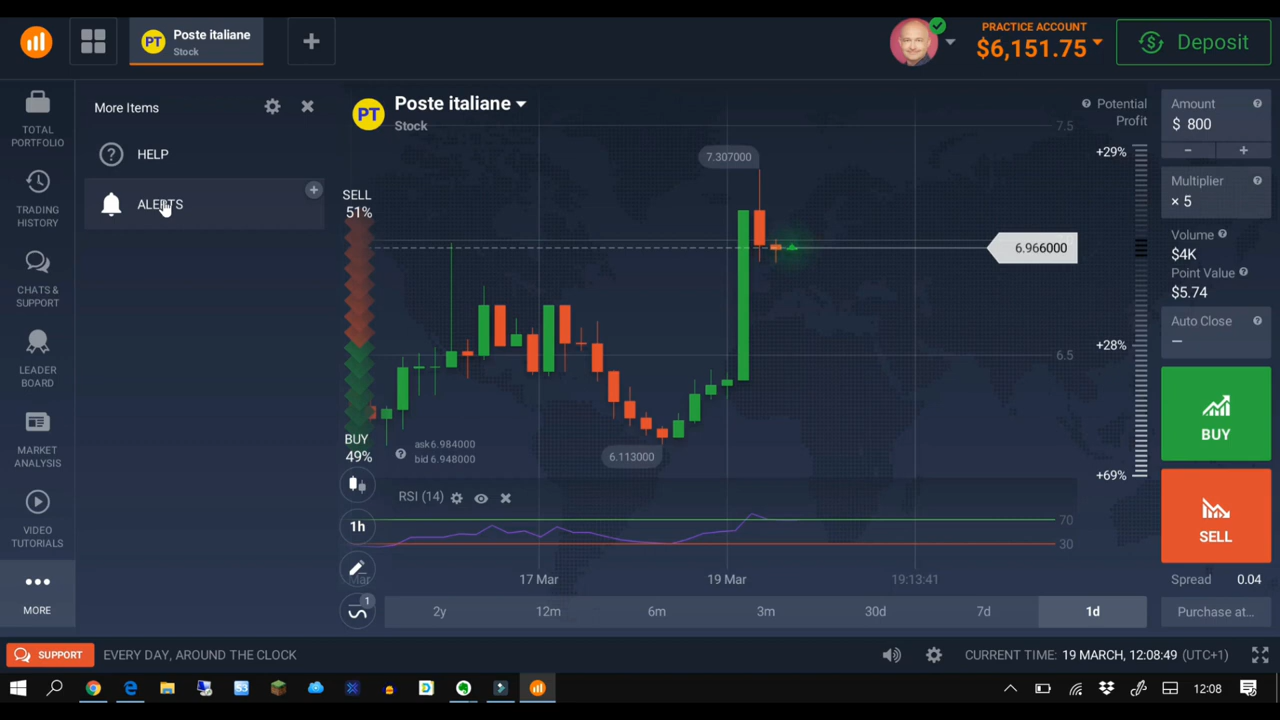 PT
Poste italiane
Stock
PRACTICE ACCOUNT
$6,151.75
Deposit
TOTAL
PORTFOLIO
TRADING
HISTORY
CHATS &
SUPPORT
LEADER
BOARD
MARKET
ANALYSIS
VIDEO
TUTORIALS
MORE
More Items
HELP
ALERTS
PT
Poste italiane
Stock
SELL
51%
BUY
49%
ask6.984000
bid 6.948000
7.307000
6.113000
7.5
6.5
6.966000
Potential
Profit
+29%
+28%
+69%
RSI (14)
70
30
1h
1
Mar
17 Mar
19 Mar
19:13:41
2y
12m
6m
3m
30d
7d
1d
Amount
$ 800
-
+
Multiplier
× 5
Volume
$4K
Point Value
$5.74
Auto Close
–
BUY
SELL
Spread 0.04
Purchase at...
SUPPORT
EVERY DAY, AROUND THE CLOCK
CURRENT TIME: 19 MARCH, 12:08:49 (UTC+1)
12:08